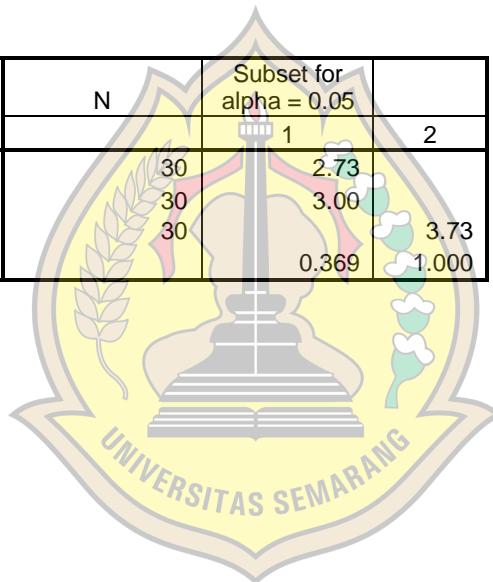 N Subset for
alpha = 0.05
1 2
30 2.73
30 3.00
30 3.73
0.369 1.000
UNIVERSITAS SEMARANG